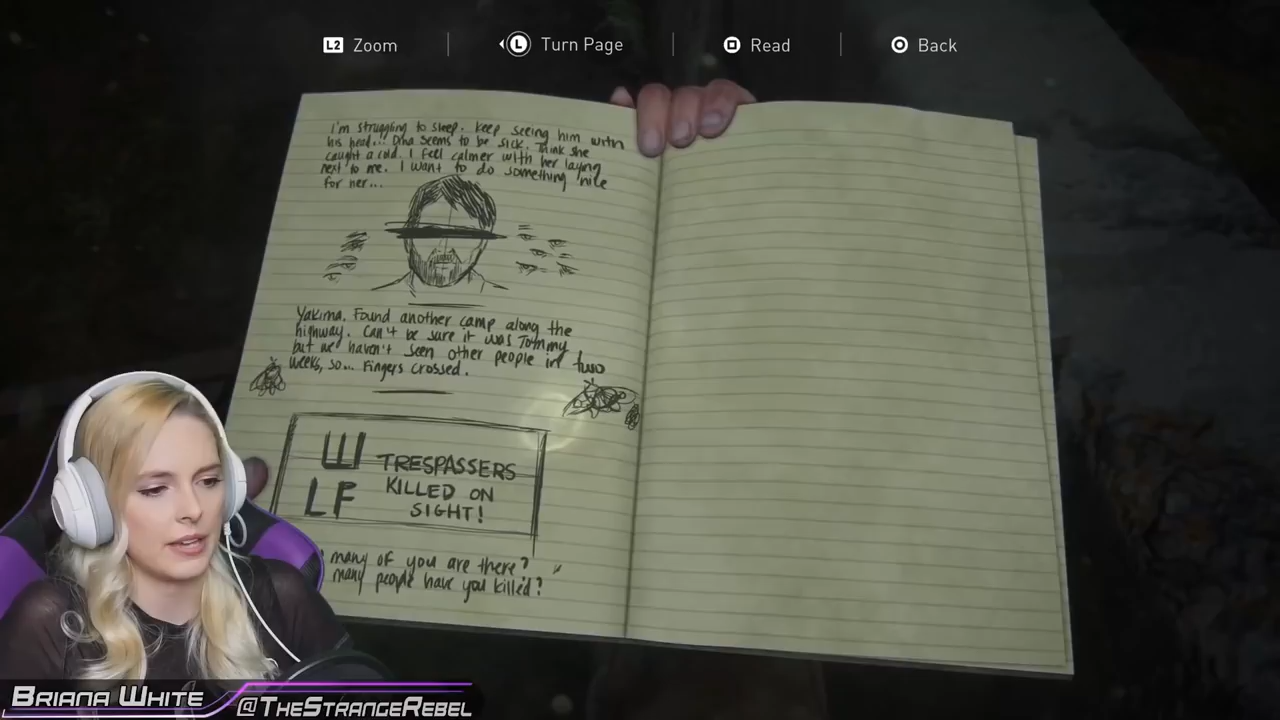 L2 Zoom
L Turn Page
Read
Back
I'm struggling to sleep. Keep seeing him with
his head... Dina seems to be sick. Think she
caught a cold. I feel calmer with her laying
next to me. I want to do something nice
for her...
Yakima. Found another camp along the
highway. Can't be sure it was Tommy
but we haven't seen other people in two
weeks, so... Fingers crossed.
W
LF
TRESPASSERS
KILLED ON
SIGHT!
many of you are there?
many people have you killed?
BRIANA WHITE
@THESTRANGEREBEL